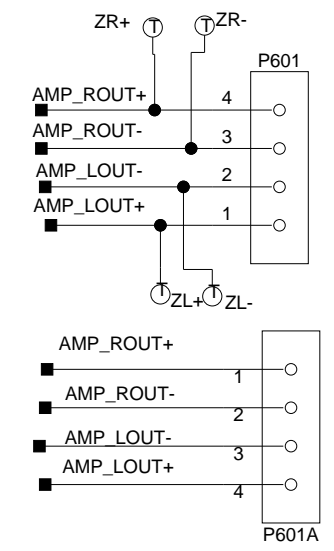 ZR+ T T ZR-
P601
AMP_ROUT+ 4
AMP_ROUT- 3
AMP_LOUT- 2
AMP_LOUT+ 1
T ZL+ T ZL-
AMP_ROUT+ 1
AMP_ROUT- 2
AMP_LOUT- 3
AMP_LOUT+ 4
P601A